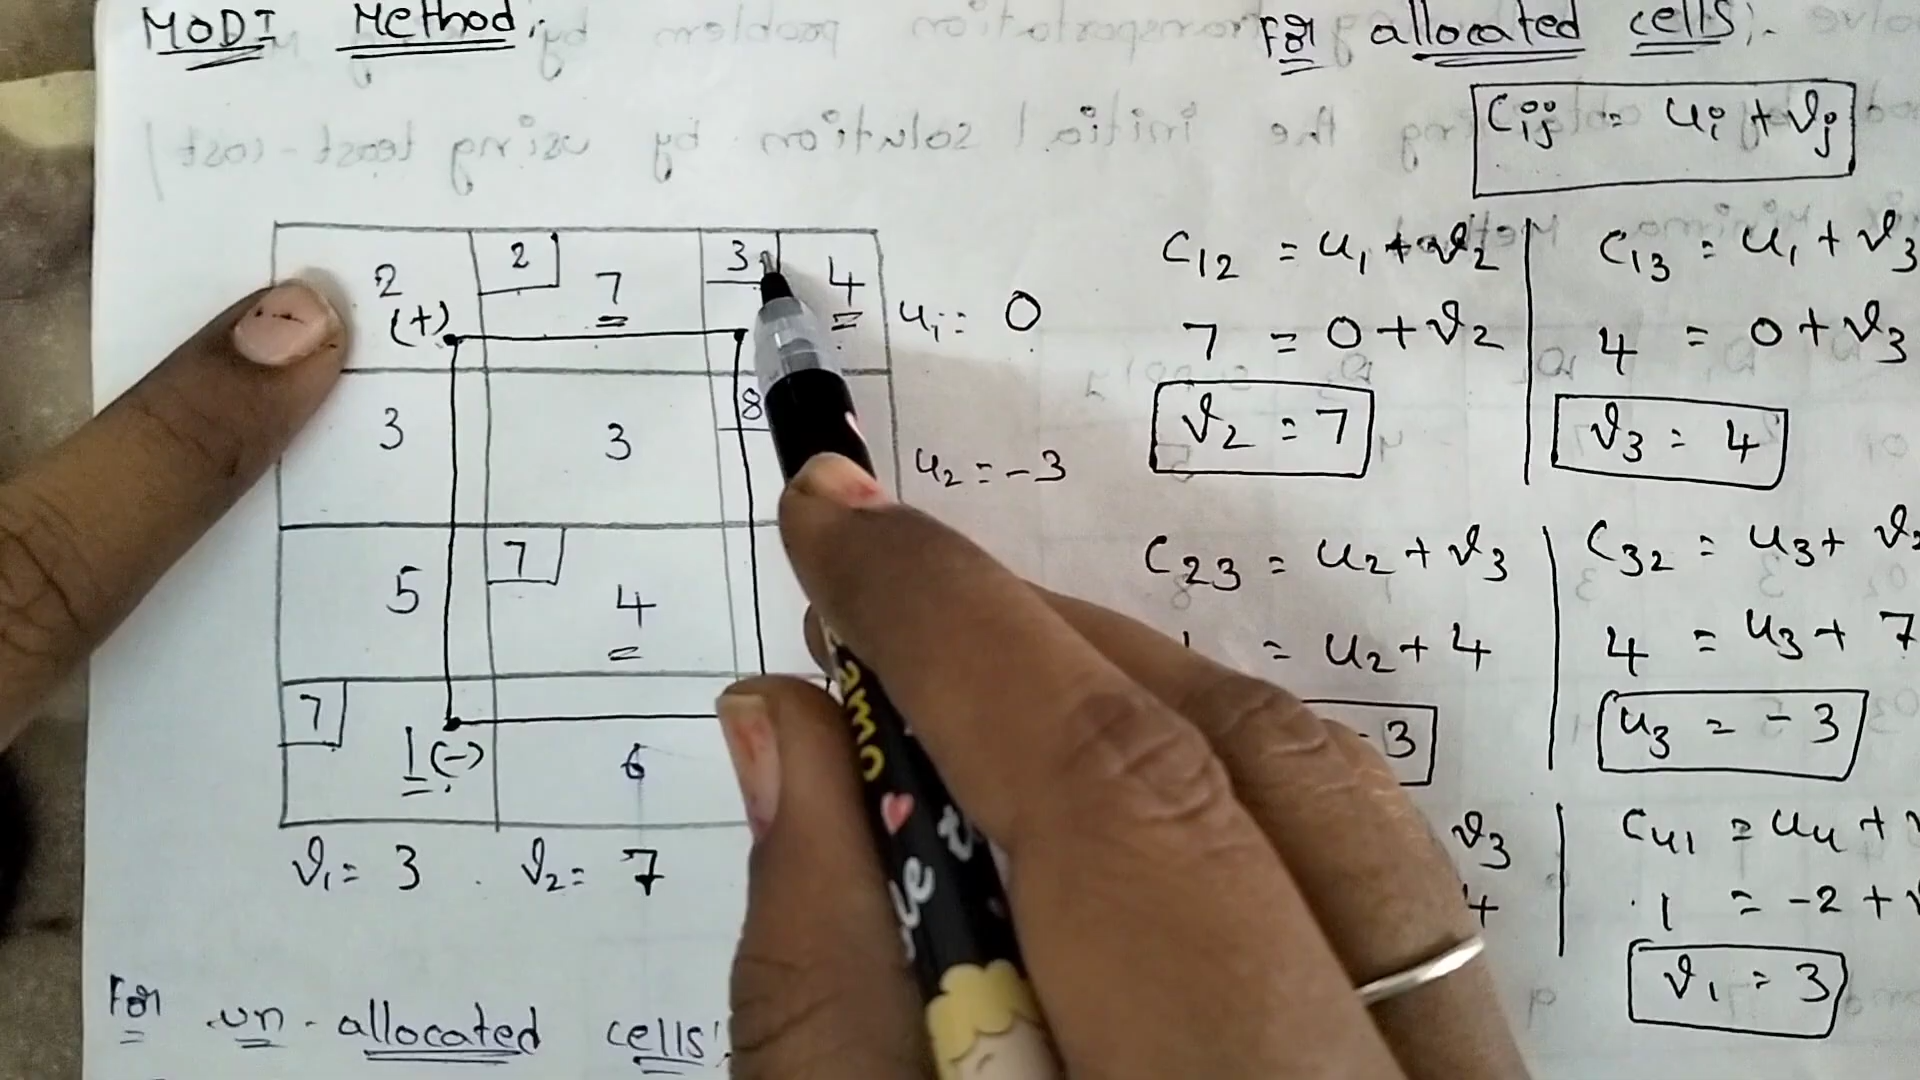 MODI Method:
For allocated cells:-
Cij = ui + vj
C12 = u1 + v2 C13 = u1 + v3
7 = 0 + v2 4 = 0 + v3
v2 = 7 v3 = 4
C23 = u2 + v3 C32 = u3 +
= u2 + 4 4 = u3 + 7
-3 u3 = -3
v3 C41 = u4 +
1 = -2 +
v1 = 3
2 2 7 3 4 u1 = 0
(+)
3 3 8 u2 = -3
5 7 4
7 1 (-) 6
v1 = 3 v2 = 7
For un-allocated cells: